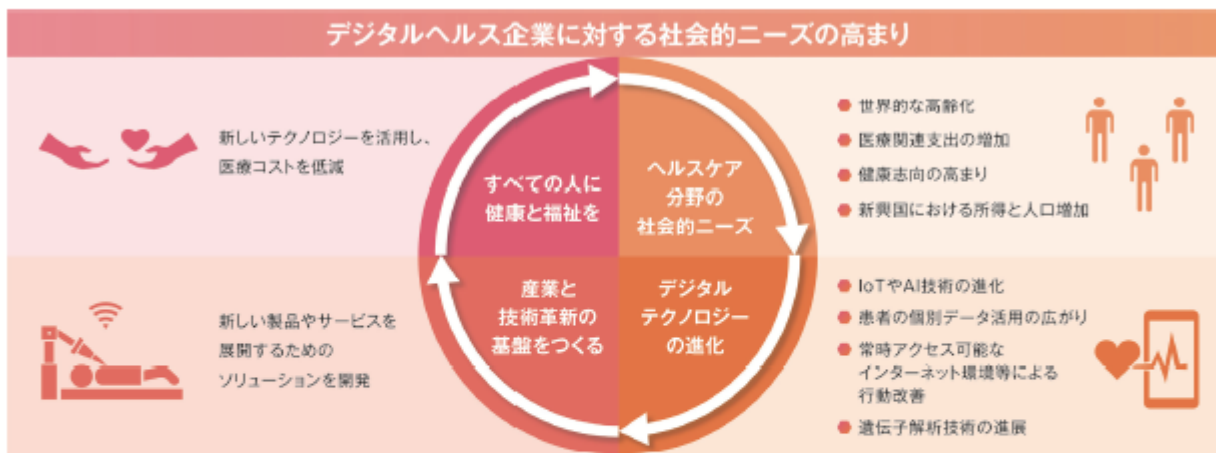 デジタルヘルス企業に対する社会的ニーズの高まり
新しいテクノロジーを活用し、
医療コストを低減
すべての人に
健康と福祉を
ヘルスケア
分野の
社会的ニーズ
世界的な高齢化
医療関連支出の増加
健康志向の高まり
新興国における所得と人口増加
新しい製品やサービスを
展開するための
ソリューションを開発
産業と
技術革新の
基盤をつくる
デジタル
テクノロジー
の進化
IoTやAI技術の進化
患者の個別データ活用の広がり
常時アクセス可能な
インターネット環境等による
行動改善
遺伝子解析技術の進展